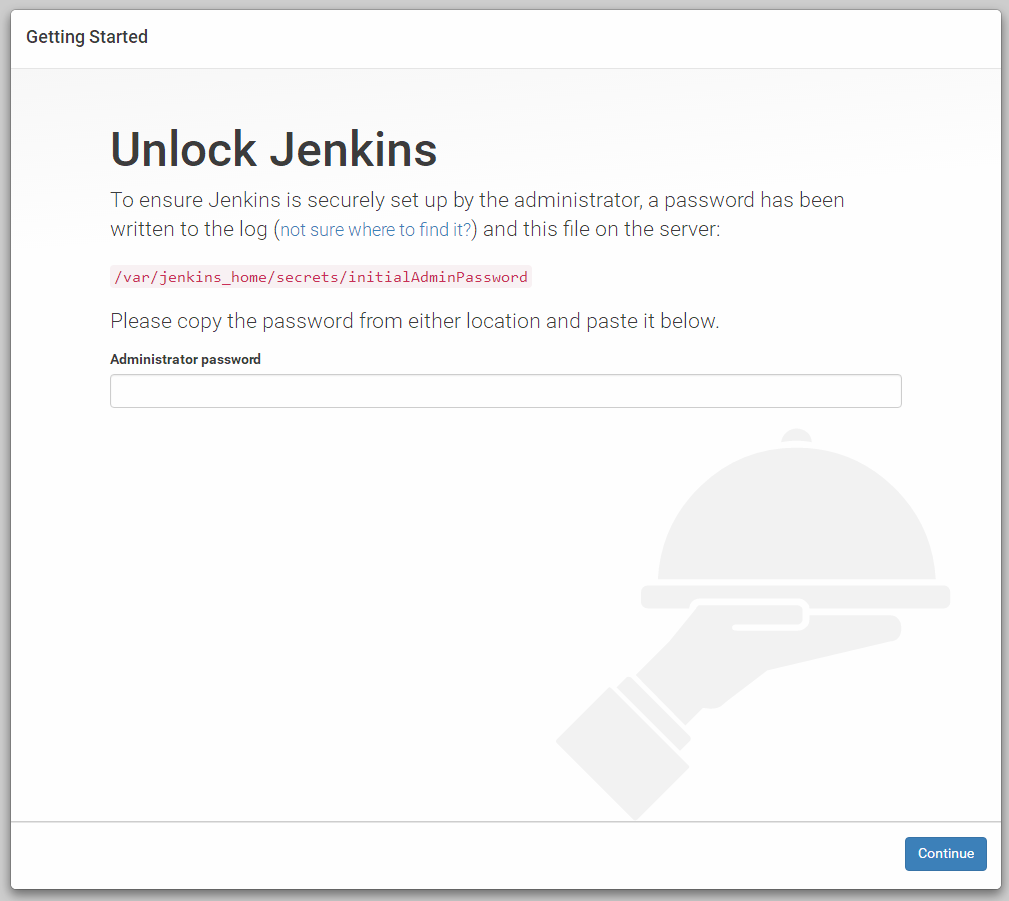 Getting Started
Unlock Jenkins
To ensure Jenkins is securely set up by the administrator, a password has been
written to the log (not sure where to find it?) and this file on the server:
/var/jenkins_home/secrets/initialAdminPassword
Please copy the password from either location and paste it below.
Administrator password
Continue